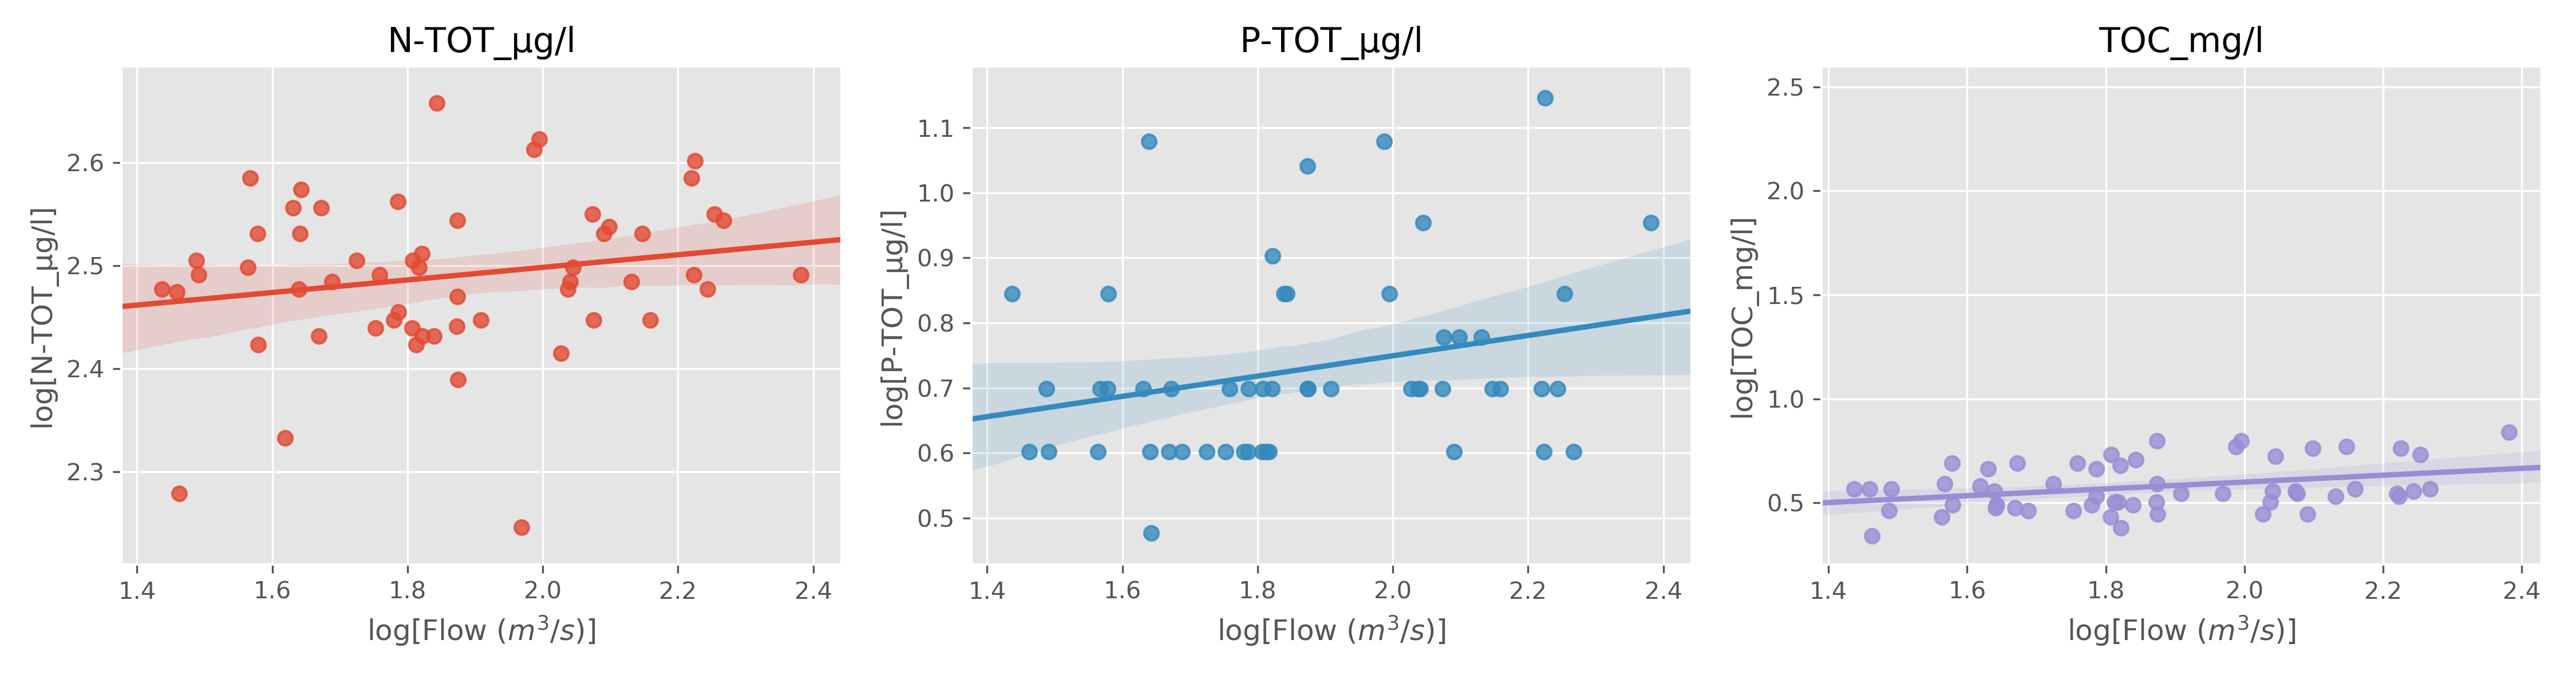 N-TOT_µg/l
log[N-TOT_µg/l]
2.6
2.5
2.4
2.3
1.4 1.6 1.8 2.0 2.2 2.4
log[Flow (m³/s)]
P-TOT_µg/l
log[P-TOT_µg/l]
1.1
1.0
0.9
0.8
0.7
0.6
0.5
1.4 1.6 1.8 2.0 2.2 2.4
log[Flow (m³/s)]
TOC_mg/l
log[TOC_mg/l]
2.5
2.0
1.5
1.0
0.5
1.4 1.6 1.8 2.0 2.2 2.4
log[Flow (m³/s)]